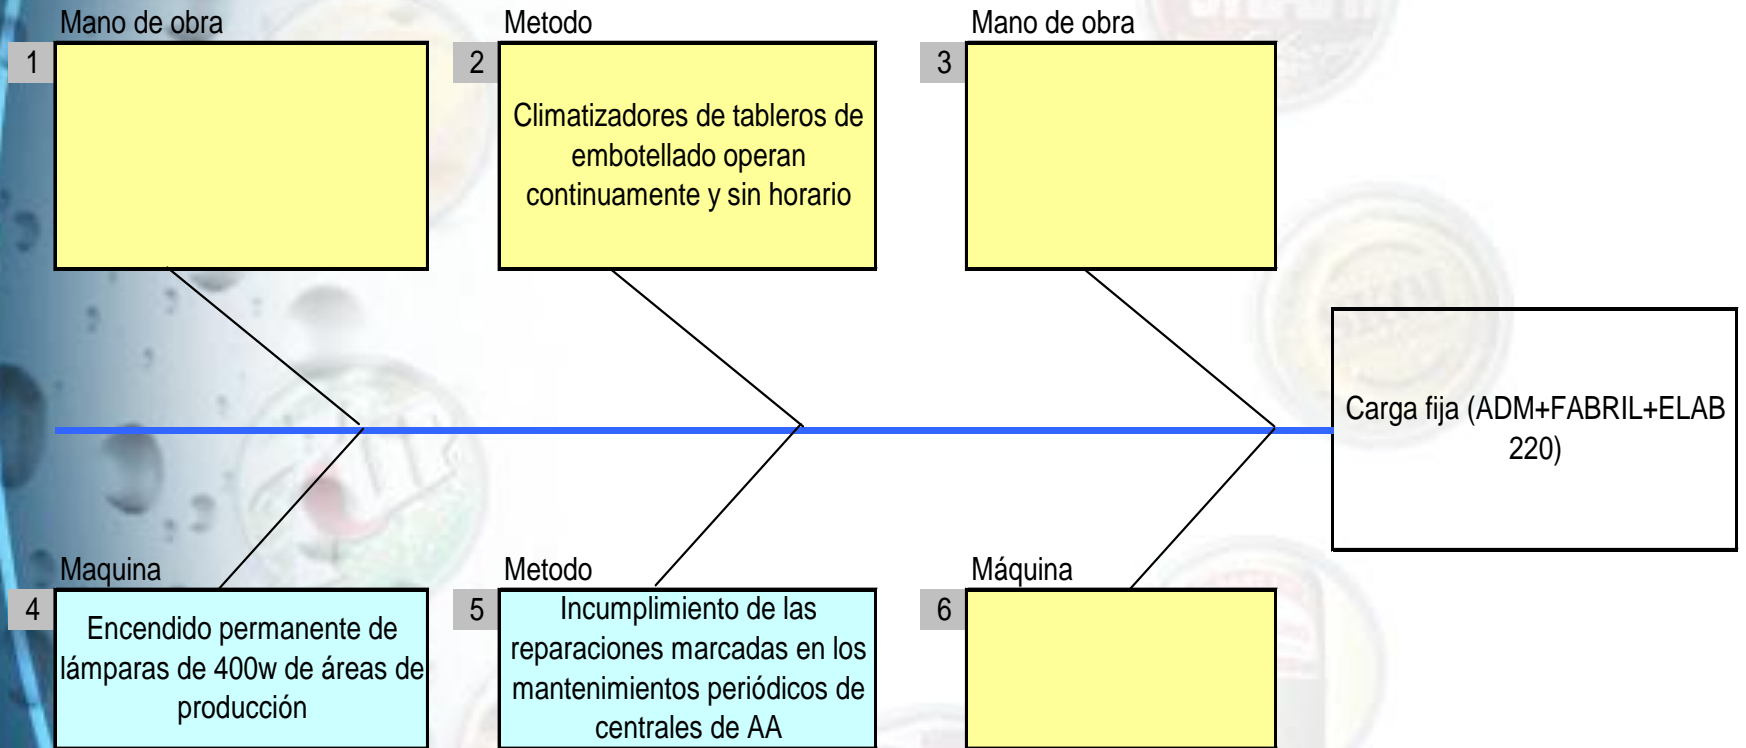 Mano de obra
1
Metodo
2
Climatizadores de tableros de
embotellado operan
continuamente y sin horario
Mano de obra
3
Carga fija (ADM+FABRIL+ELAB
220)
Maquina
4
Encendido permanente de
lámparas de 400w de áreas de
producción
Metodo
5
Incumplimiento de las
reparaciones marcadas en los
mantenimientos periódicos de
centrales de AA
Máquina
6